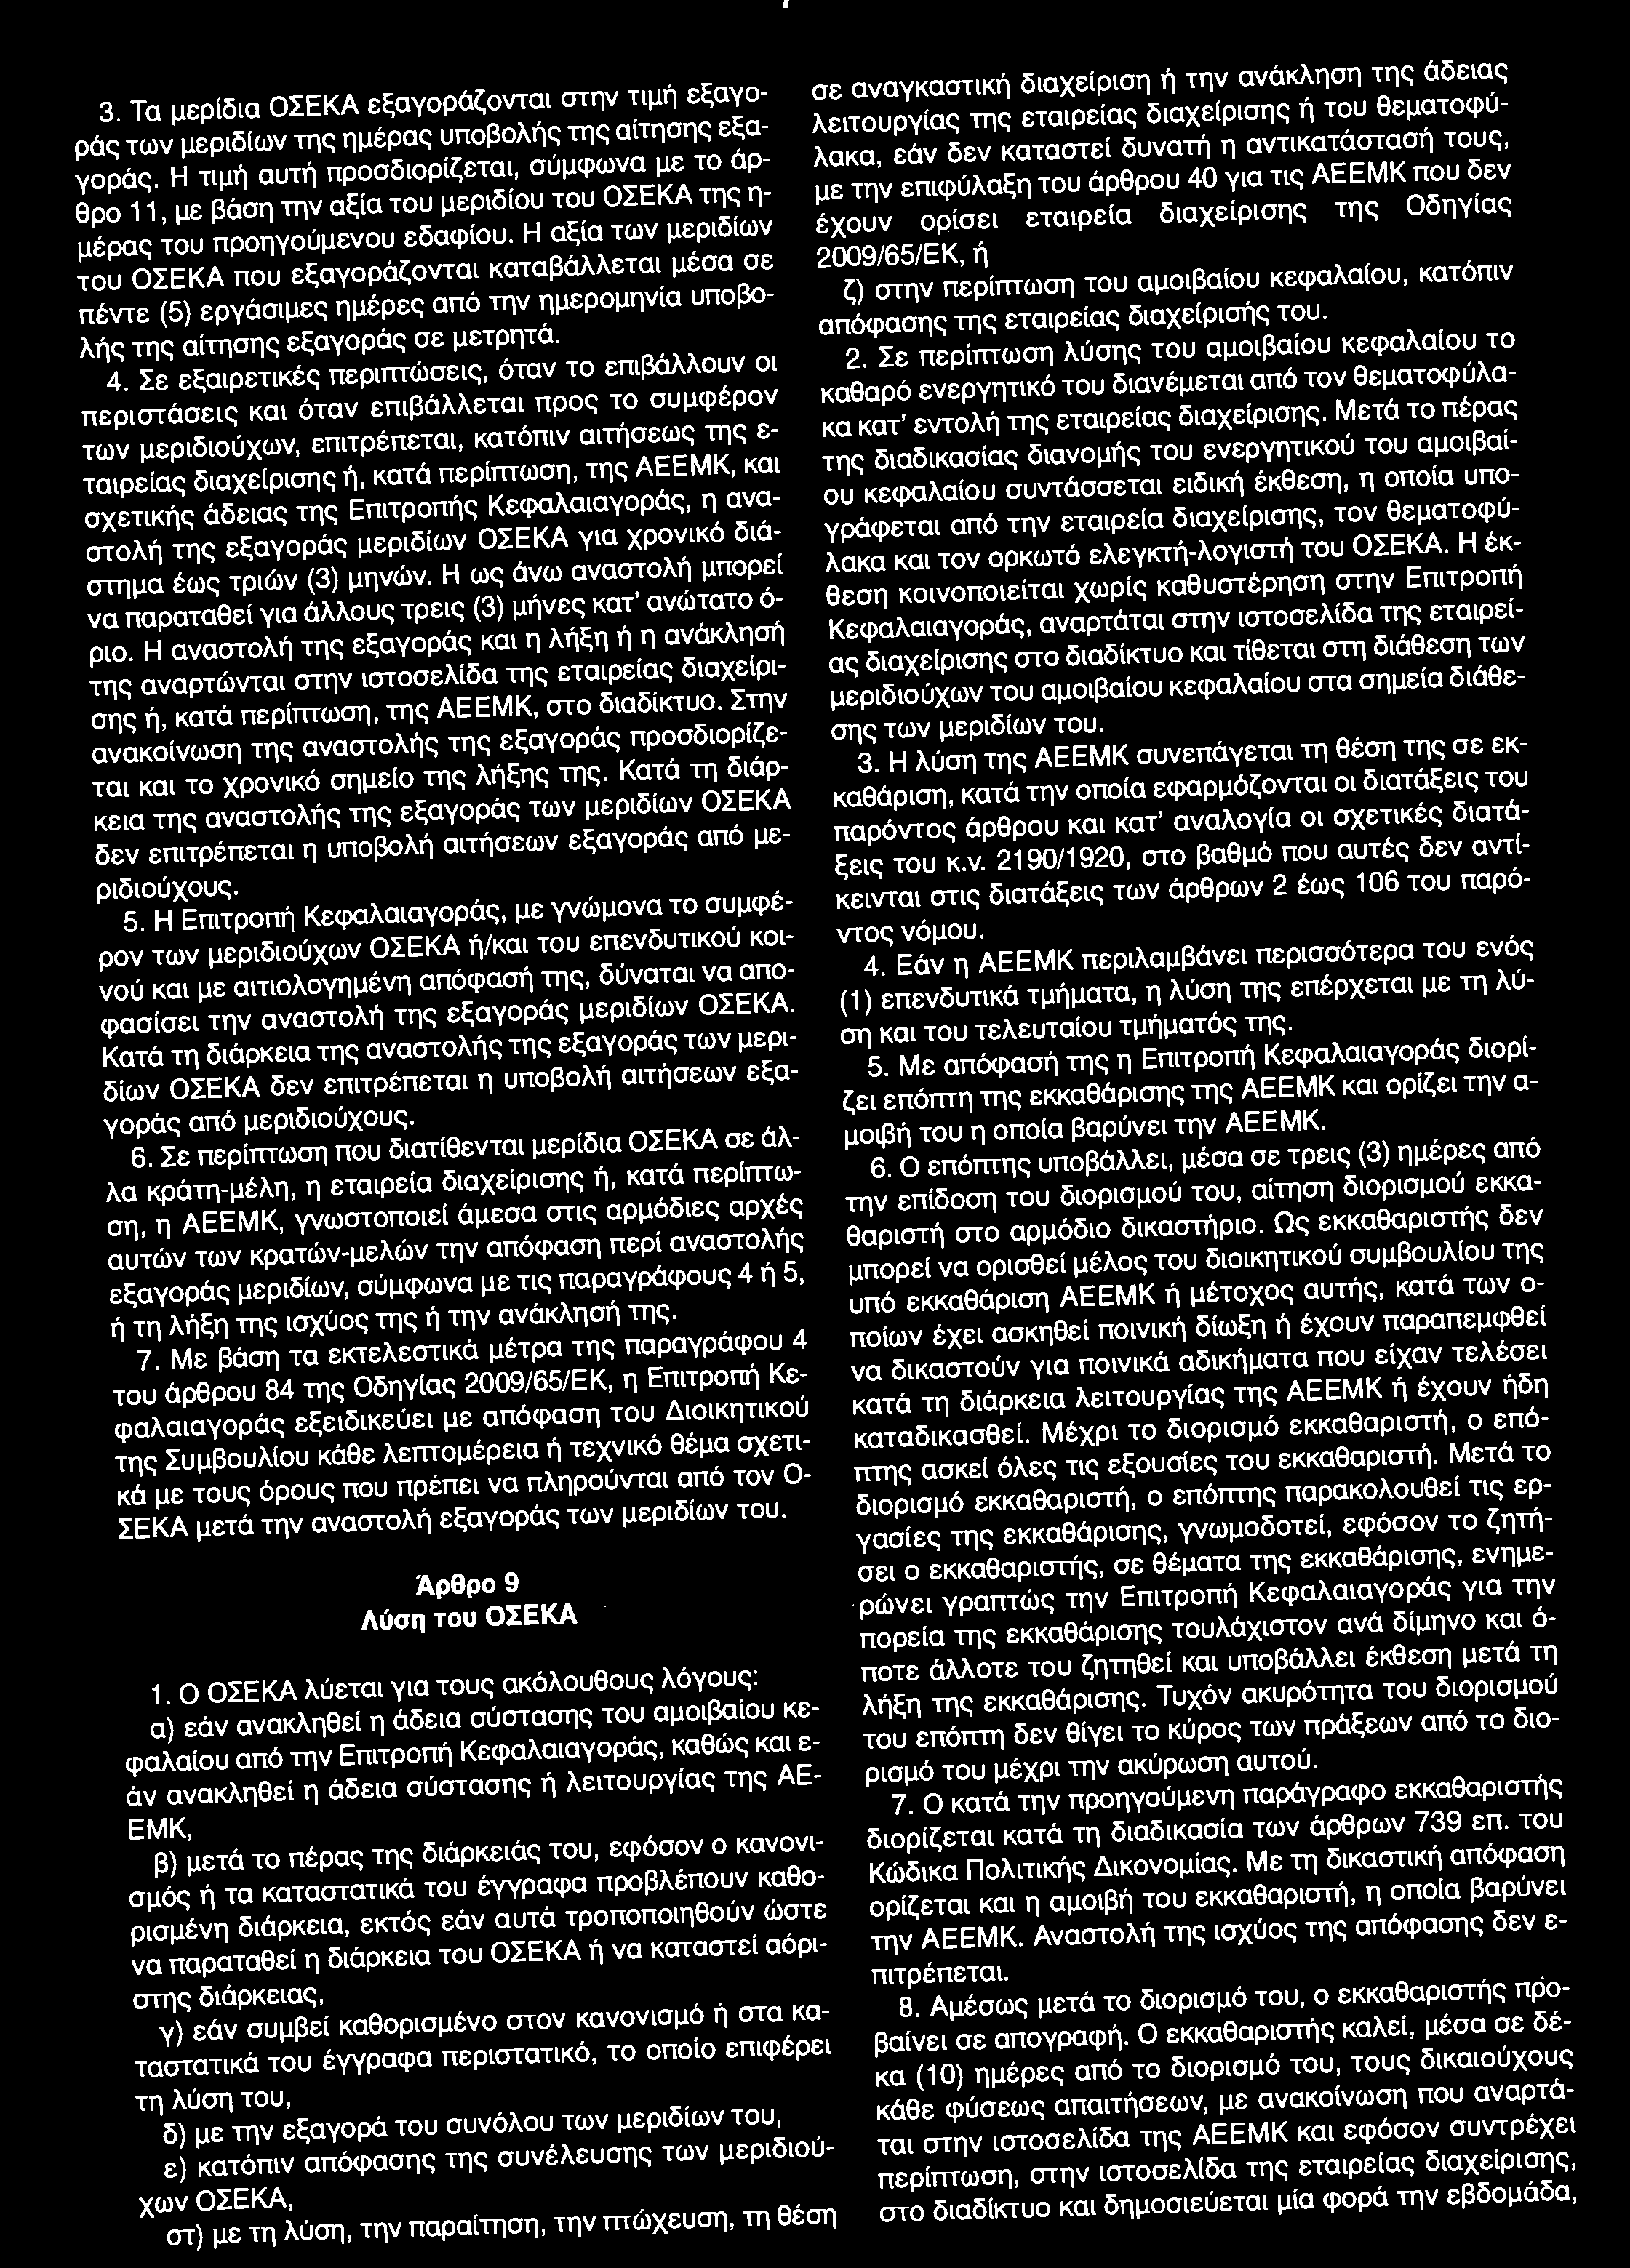 3. Τα μερίδια ΟΣΕΚΑ εξαγοράζονται στην τιμή εξαγο-
ράς των μεριδίων της ημέρας υποβολής της αίτησης εξα-
γοράς. Η τιμή αυτή προσδιορίζεται, σύμφωνα με το άρ-
θρο 11, με βάση την αξία του μεριδίου του ΟΣΕΚΑ της η-
μέρας του προηγούμενου εδαφίου. Η αξία των μεριδίων
του ΟΣΕΚΑ που εξαγοράζονται καταβάλλεται μέσα σε
πέντε (5) εργάσιμες ημέρες από την ημερομηνία υποβο-
λής της αίτησης εξαγοράς σε μετρητά.
4. Σε εξαιρετικές περιπτώσεις, όταν το επιβάλλουν οι
περιστάσεις και όταν επιβάλλεται προς το συμφέρον
των μεριδιούχων, επιτρέπεται, κατόπιν αιτήσεως της ε-
ταιρείας διαχείρισης ή, κατά περίπτωση, της ΑΕΕΜΚ, και
σχετικής άδειας της Επιτροπής Κεφαλαιαγοράς, η ανα-
στολή της εξαγοράς μεριδίων ΟΣΕΚΑ για χρονικό διά-
στημα έως τριών (3) μηνών. Η ως άνω αναστολή μπορεί
να παραταθεί για άλλους τρεις (3) μήνες κατ’ ανώτατο ό-
ριο. Η αναστολή της εξαγοράς και η λήξη ή η ανάκλησή
της αναρτώνται στην ιστοσελίδα της εταιρείας διαχείρι-
σης ή, κατά περίπτωση, της ΑΕΕΜΚ, στο διαδίκτυο. Στην
ανακοίνωση της αναστολής της εξαγοράς προσδιορίζε-
ται και το χρονικό σημείο της λήξης της. Κατά τη διάρ-
κεια της αναστολής της εξαγοράς των μεριδίων ΟΣΕΚΑ
δεν επιτρέπεται η υποβολή αιτήσεων εξαγοράς από με-
ριδιούχους.
5. Η Επιτροπή Κεφαλαιαγοράς, με γνώμονα το συμφέ-
ρον των μεριδιούχων ΟΣΕΚΑ ή/και του επενδυτικού κοι-
νού και με αιτιολογημένη απόφασή της, δύναται να απο-
φασίσει την αναστολή της εξαγοράς μεριδίων ΟΣΕΚΑ.
Κατά τη διάρκεια της αναστολής της εξαγοράς των μερι-
δίων ΟΣΕΚΑ δεν επιτρέπεται η υποβολή αιτήσεων εξα-
γοράς από μεριδιούχους.
6. Σε περίπτωση που διατίθενται μερίδια ΟΣΕΚΑ σε άλ-
λα κράτη-μέλη, η εταιρεία διαχείρισης ή, κατά περίπτω-
ση, η ΑΕΕΜΚ, γνωστοποιεί άμεσα στις αρμόδιες αρχές
αυτών των κρατών-μελών την απόφαση περί αναστολής
εξαγοράς μεριδίων, σύμφωνα με τις παραγράφους 4 ή 5,
ή τη λήξη της ισχύος της ή την ανάκλησή της.
7. Με βάση τα εκτελεστικά μέτρα της παραγράφου 4
του άρθρου 84 της Οδηγίας 2009/65/ΕΚ, η Επιτροπή Κε-
φαλαιαγοράς εξειδικεύει με απόφαση του Διοικητικού
της Συμβουλίου κάθε λεπτομέρεια ή τεχνικό θέμα σχετι-
κά με τους όρους που πρέπει να πληρούνται από τον Ο-
ΣΕΚΑ μετά την αναστολή εξαγοράς των μεριδίων του.
Άρθρο 9
Λύση του ΟΣΕΚΑ
1. Ο ΟΣΕΚΑ λύεται για τους ακόλουθους λόγους:
α) εάν ανακληθεί η άδεια σύστασης του αμοιβαίου κε-
φαλαίου από την Επιτροπή Κεφαλαιαγοράς, καθώς και ε-
άν ανακληθεί η άδεια σύστασης ή λειτουργίας της ΑΕ-
ΕΜΚ,
β) μετά το πέρας της διάρκειάς του, εφόσον ο κανονι-
σμός ή τα καταστατικά του έγγραφα προβλέπουν καθο-
ρισμένη διάρκεια, εκτός εάν αυτά τροποποιηθούν ώστε
να παραταθεί η διάρκεια του ΟΣΕΚΑ ή να καταστεί αόρι-
στης διάρκειας,
γ) εάν συμβεί καθορισμένο στον κανονισμό ή στα κα-
ταστατικά του έγγραφα περιστατικό, το οποίο επιφέρει
τη λύση του,
δ) με την εξαγορά του συνόλου των μεριδίων του,
ε) κατόπιν απόφασης της συνέλευσης των μεριδιού-
χων ΟΣΕΚΑ,
στ) με τη λύση, την παραίτηση, την πτώχευση, τη θέση
σε αναγκαστική διαχείριση ή την ανάκληση της άδειας
λειτουργίας της εταιρείας διαχείρισης ή του θεματοφύ-
λακα, εάν δεν καταστεί δυνατή η αντικατάστασή τους,
με την επιφύλαξη του άρθρου 40 για τις ΑΕΕΜΚ που δεν
έχουν ορίσει εταιρεία διαχείρισης της Οδηγίας
2009/65/ΕΚ, ή
ζ) στην περίπτωση του αμοιβαίου κεφαλαίου, κατόπιν
απόφασης της εταιρείας διαχείρισής του.
2. Σε περίπτωση λύσης του αμοιβαίου κεφαλαίου το
καθαρό ενεργητικό του διανέμεται από τον θεματοφύλα-
κα κατ’ εντολή της εταιρείας διαχείρισης. Μετά το πέρας
της διαδικασίας διανομής του ενεργητικού του αμοιβαί-
ου κεφαλαίου συντάσσεται ειδική έκθεση, η οποία υπο-
γράφεται από την εταιρεία διαχείρισης, τον θεματοφύ-
λακα και τον ορκωτό ελεγκτή-λογιστή του ΟΣΕΚΑ. Η έκ-
θεση κοινοποιείται χωρίς καθυστέρηση στην Επιτροπή
Κεφαλαιαγοράς, αναρτάται στην ιστοσελίδα της εταιρεί-
ας διαχείρισης στο διαδίκτυο και τίθεται στη διάθεση των
μεριδιούχων του αμοιβαίου κεφαλαίου στα σημεία διάθε-
σης των μεριδίων του.
3. Η λύση της ΑΕΕΜΚ συνεπάγεται τη θέση της σε εκ-
καθάριση, κατά την οποία εφαρμόζονται οι διατάξεις του
παρόντος άρθρου και κατ’ αναλογία οι σχετικές διατά-
ξεις του κ.ν. 2190/1920, στο βαθμό που αυτές δεν αντί-
κεινται στις διατάξεις των άρθρων 2 έως 106 του παρό-
ντος νόμου.
4. Εάν η ΑΕΕΜΚ περιλαμβάνει περισσότερα του ενός
(1) επενδυτικά τμήματα, η λύση της επέρχεται με τη λύ-
ση και του τελευταίου τμήματός της.
5. Με απόφασή της η Επιτροπή Κεφαλαιαγοράς διορί-
ζει επόπτη της εκκαθάρισης της ΑΕΕΜΚ και ορίζει την α-
μοιβή του η οποία βαρύνει την ΑΕΕΜΚ.
6. Ο επόπτης υποβάλλει, μέσα σε τρεις (3) ημέρες από
την επίδοση του διορισμού του, αίτηση διορισμού εκκα-
θαριστή στο αρμόδιο δικαστήριο. Ως εκκαθαριστής δεν
μπορεί να ορισθεί μέλος του διοικητικού συμβουλίου της
υπό εκκαθάριση ΑΕΕΜΚ ή μέτοχος αυτής, κατά των ο-
ποίων έχει ασκηθεί ποινική δίωξη ή έχουν παραπεμφθεί
να δικαστούν για ποινικά αδικήματα που είχαν τελέσει
κατά τη διάρκεια λειτουργίας της ΑΕΕΜΚ ή έχουν ήδη
καταδικασθεί. Μέχρι το διορισμό εκκαθαριστή, ο επό-
πτης ασκεί όλες τις εξουσίες του εκκαθαριστή. Μετά το
διορισμό εκκαθαριστή, ο επόπτης παρακολουθεί τις ερ-
γασίες της εκκαθάρισης, γνωμοδοτεί, εφόσον το ζητή-
σει ο εκκαθαριστής, σε θέματα της εκκαθάρισης, ενημε-
ρώνει γραπτώς την Επιτροπή Κεφαλαιαγοράς για την
πορεία της εκκαθάρισης τουλάχιστον ανά δίμηνο και ό-
ποτε άλλοτε του ζητηθεί και υποβάλλει έκθεση μετά τη
λήξη της εκκαθάρισης. Τυχόν ακυρότητα του διορισμού
του επόπτη δεν θίγει το κύρος των πράξεων από το διο-
ρισμό του μέχρι την ακύρωση αυτού.
7. Ο κατά την προηγούμενη παράγραφο εκκαθαριστής
διορίζεται κατά τη διαδικασία των άρθρων 739 επ. του
Κώδικα Πολιτικής Δικονομίας. Με τη δικαστική απόφαση
ορίζεται και η αμοιβή του εκκαθαριστή, η οποία βαρύνει
την ΑΕΕΜΚ. Αναστολή της ισχύος της απόφασης δεν ε-
πιτρέπεται.
8. Αμέσως μετά το διορισμό του, ο εκκαθαριστής προ-
βαίνει σε απογραφή. Ο εκκαθαριστής καλεί, μέσα σε δέ-
κα (10) ημέρες από το διορισμό του, τους δικαιούχους
κάθε φύσεως απαιτήσεων, με ανακοίνωση που αναρτά-
ται στην ιστοσελίδα της ΑΕΕΜΚ και εφόσον συντρέχει
περίπτωση, στην ιστοσελίδα της εταιρείας διαχείρισης,
στο διαδίκτυο και δημοσιεύεται μία φορά την εβδομάδα,